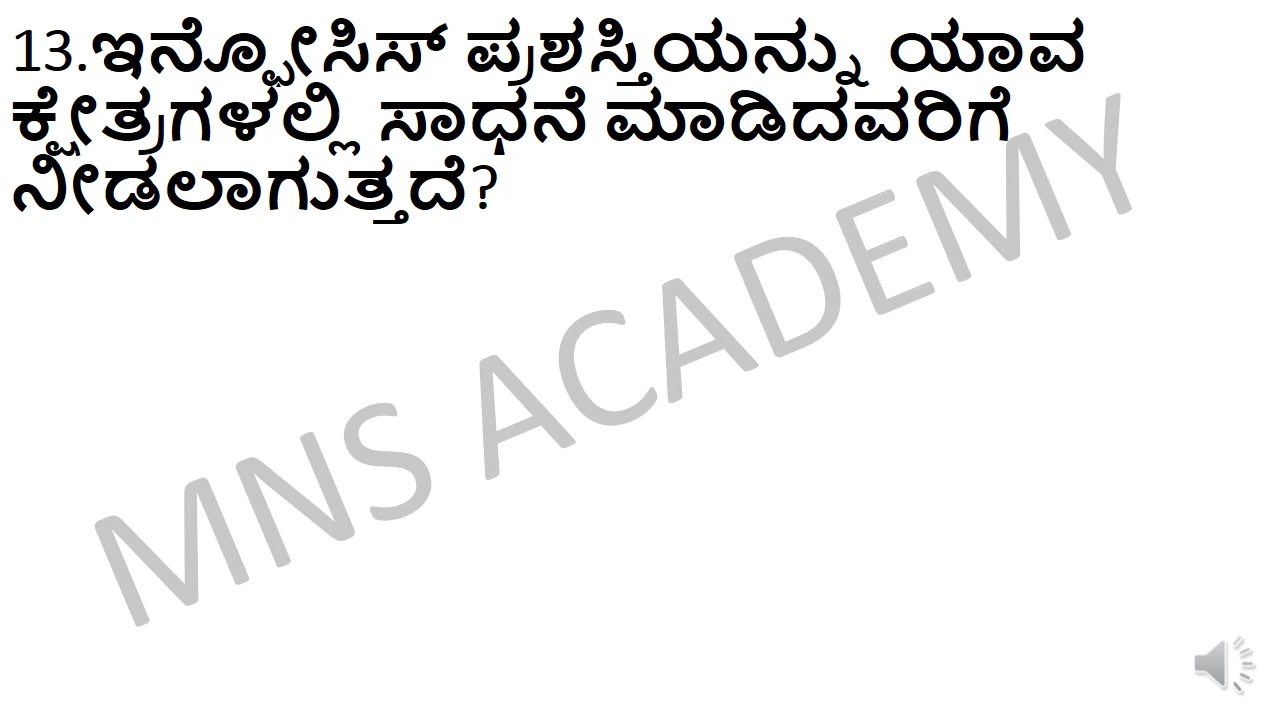 13.ಇನ್ಫೋಸಿಸ್ ಪ್ರಶಸ್ತಿಯನ್ನು ಯಾವ
ಕ್ಷೇತ್ರಗಳಲ್ಲಿ ಸಾಧನೆ ಮಾಡಿದವರಿಗೆ
ನೀಡಲಾಗುತ್ತದೆ?
MNS ACADEMY